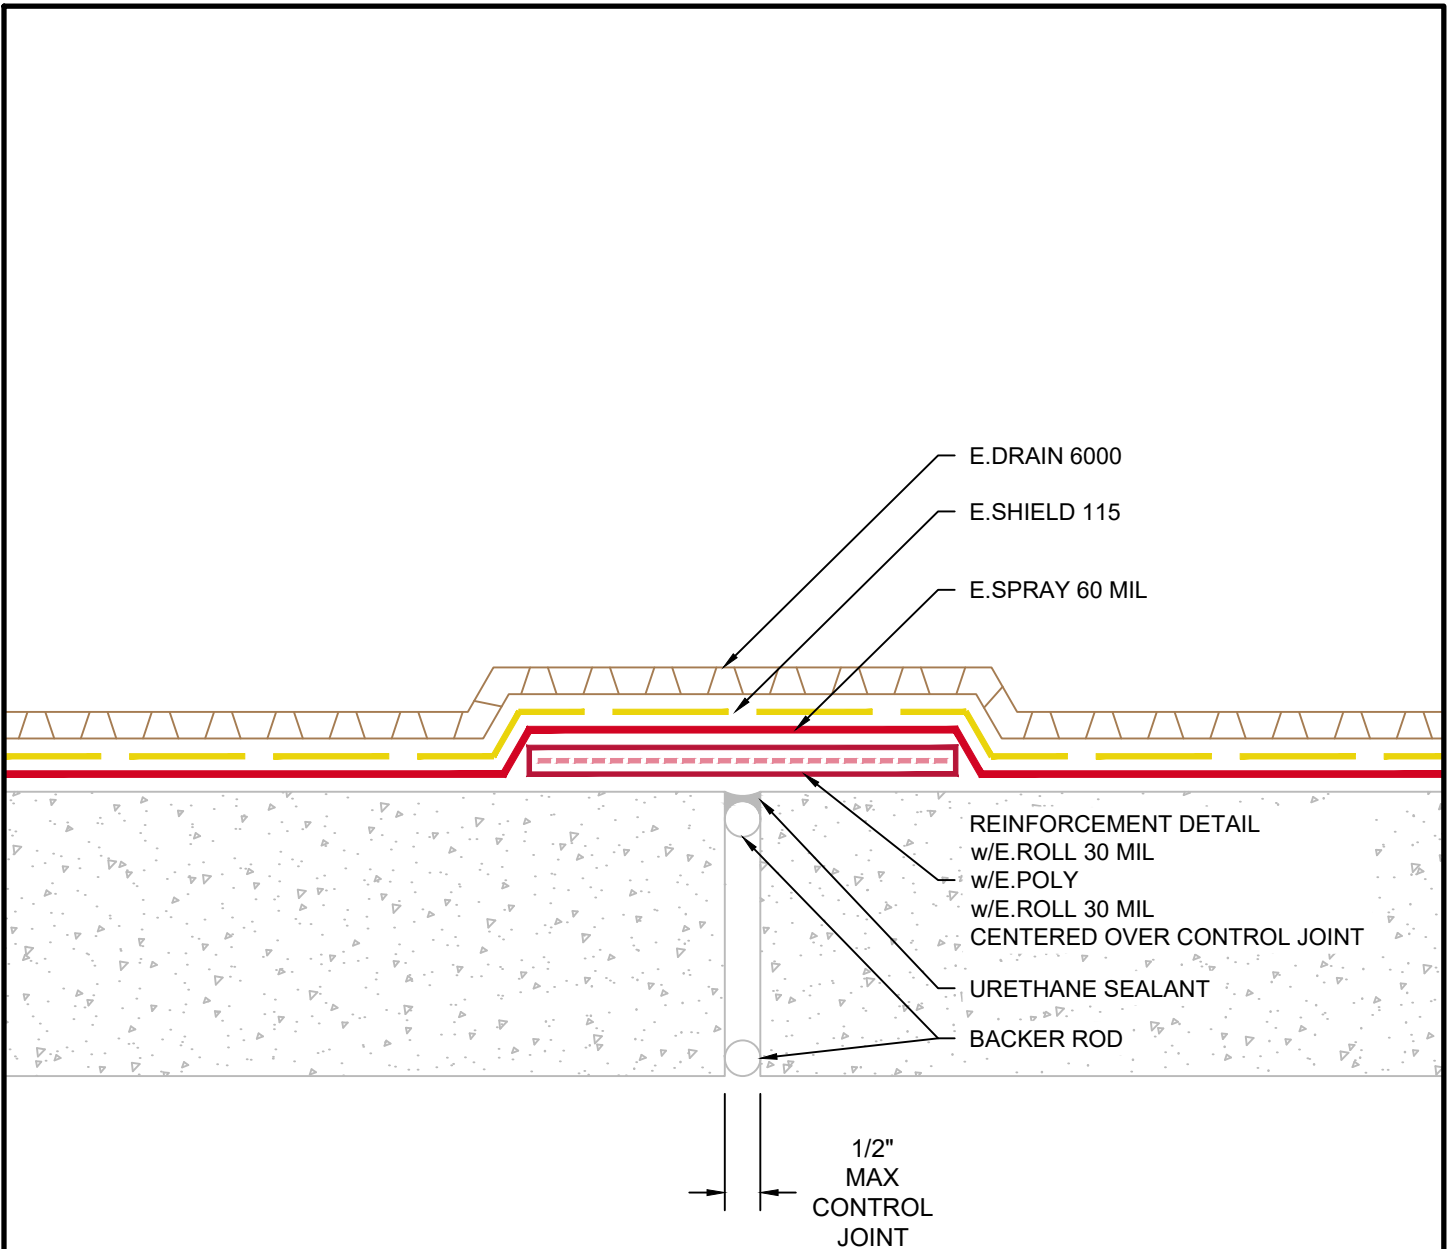 E.DRAIN 6000
E.SHIELD 115
E.SPRAY 60 MIL
REINFORCEMENT DETAIL
w/E.ROLL 30 MIL
w/E.POLY
w/E.ROLL 30 MIL
CENTERED OVER CONTROL JOINT
URETHANE SEALANT
BACKER ROD
1/2"
MAX
CONTROL
JOINT